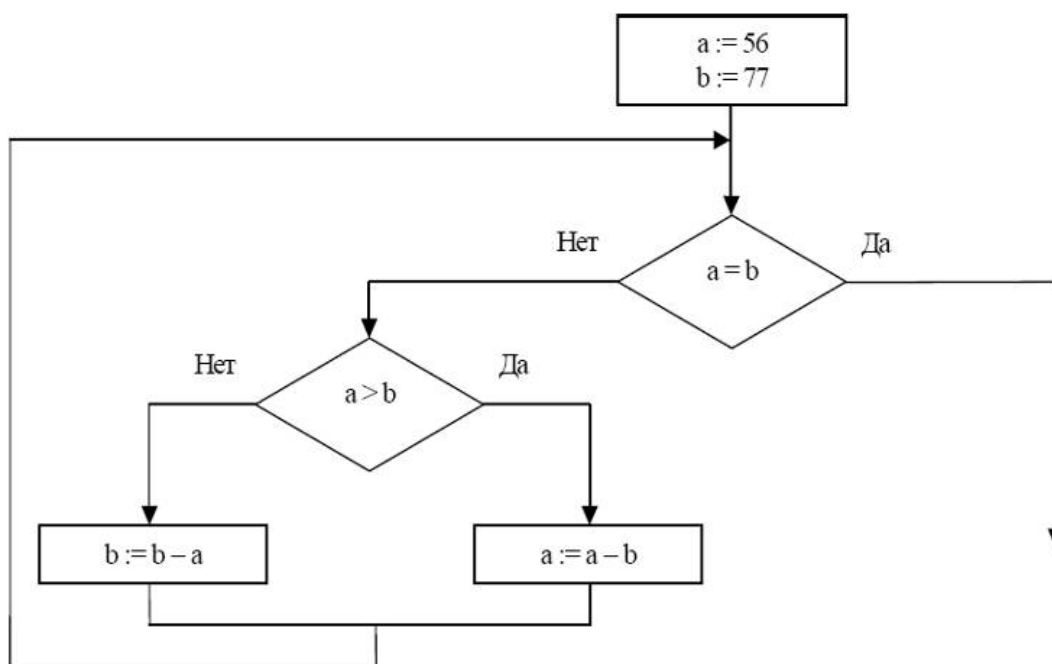 a := 56
b := 77
Нет
Да
a = b
Нет
Да
a > b
b := b – a
a := a – b